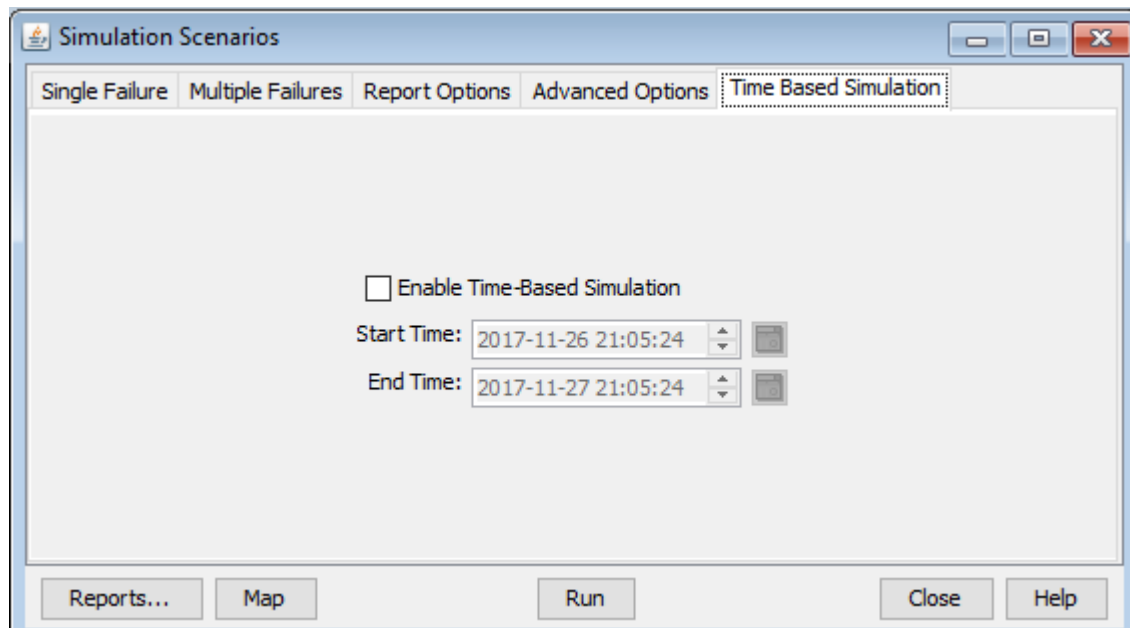 Simulation Scenarios
Single Failure Multiple Failures Report Options Advanced Options Time Based Simulation
Enable Time-Based Simulation
Start Time: 2017-11-26 21:05:24
End Time: 2017-11-27 21:05:24
Reports... Map Run Close Help